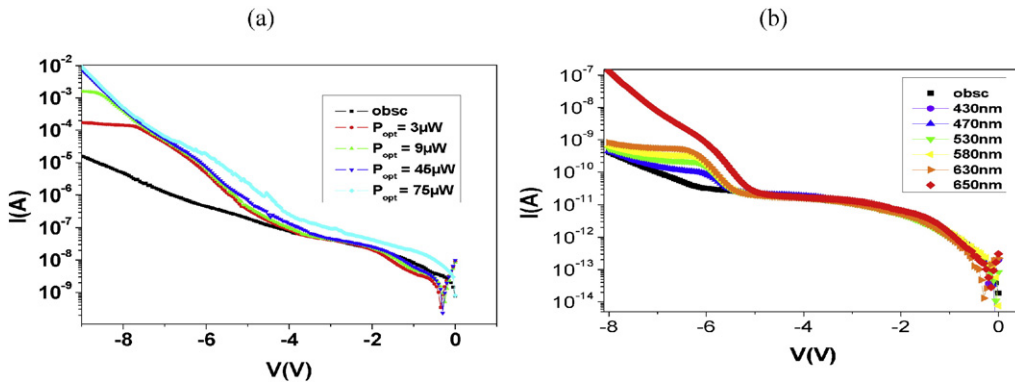 (a)
10⁻²
10⁻³
10⁻⁴
10⁻⁵
10⁻⁶
10⁻⁷
10⁻⁸
10⁻⁹
I(A)
obsc
P_opt = 3µW
P_opt = 9µW
P_opt = 45µW
P_opt = 75µW
-8 -6 -4 -2 0
V(V)
(b)
10⁻⁷
10⁻⁸
10⁻⁹
10⁻¹⁰
10⁻¹¹
10⁻¹²
10⁻¹³
10⁻¹⁴
I(A)
obsc
430nm
470nm
530nm
580nm
630nm
650nm
-8 -6 -4 -2 0
V(V)